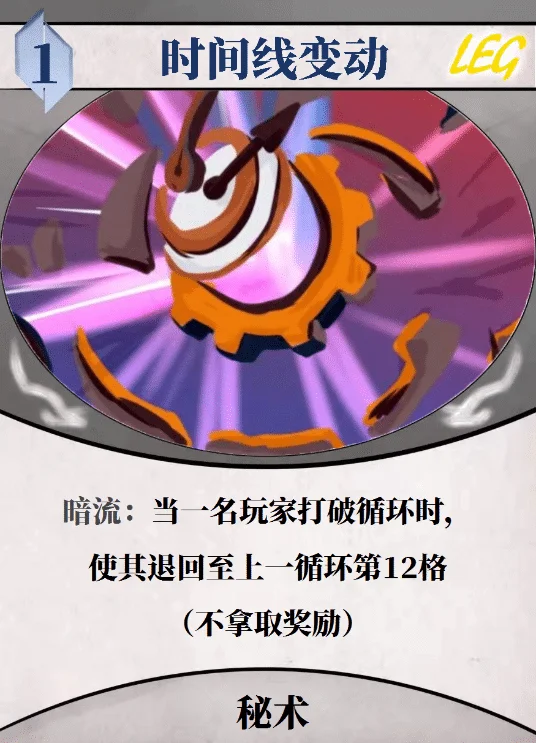 1
时间线变动
LEG
暗流：当一名玩家打破循环时，
使其退回至上一循环第12格
（不拿取奖励）
秘术